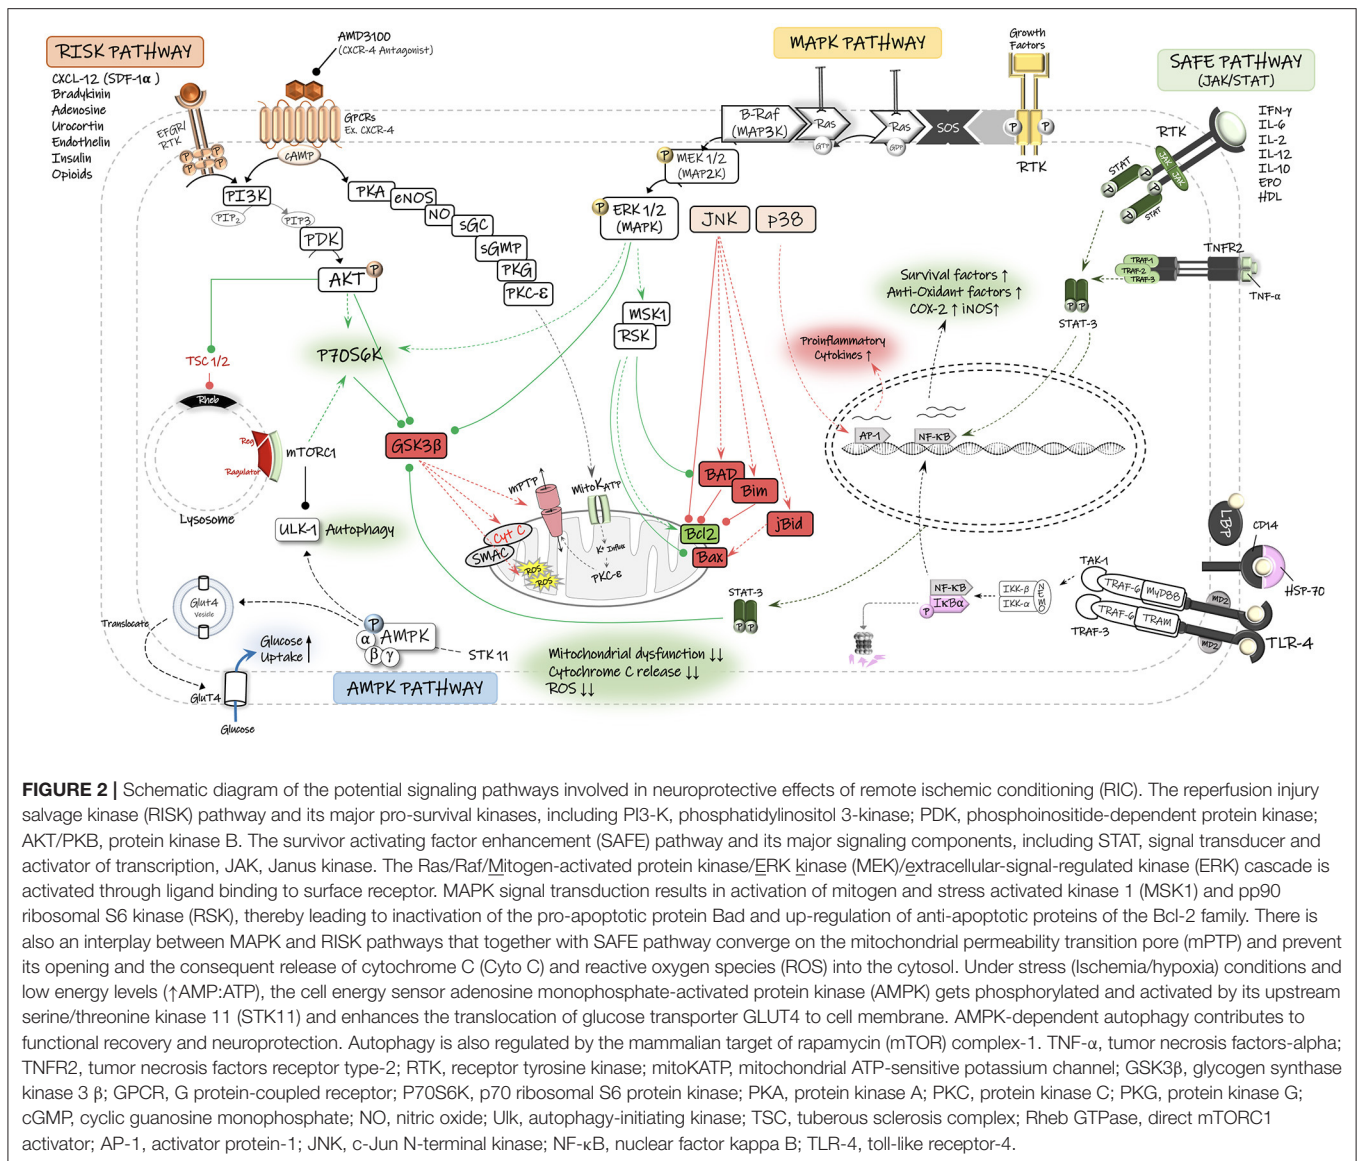 RISK PATHWAY
CXCL-12 (SDF-1α )
Bradykinin
Adenosine
Urocortin
Endothelin
Insulin
Opioids
EFGR/
RTK
P P
P P
AMD3100
(CXCR-4 Antagonist)
GPCRs
Ex. CXCR-4
cAMP
PI3K
PIP2
PIP3
PDK
AKT
P
PKA
eNOS
NO
sGC
sGMP
PKG
PKC-ε
MAPK PATHWAY
Growth
Factors
B-Raf
(MAP3K)
Ras
GTP
Ras
GDP
SOS
P P
RTK
P
MEK 1/2
(MAP2K)
P
ERK 1/2
(MAPK)
JNK
p38
MSK1
RSK
SAFE PATHWAY
(JAK/STAT)
IFN-γ
IL-6
IL-2
IL-12
IL-10
EPO
HDL
RTK
STAT
JAK
JAK
P P
P P
STAT
TNFR2
TRAF-1
TRAF-2
TRAF-3
TNF-α
P P
STAT-3
Survival factors ↑
Anti-Oxidant factors ↑
COX-2 ↑ iNOS↑
Proinflammatory
Cytokines ↑
AP-1
NF-KB
TSC 1/2
Rheb
P70S6K
Reg
Ragulator
mTORC1
Lysosome
ULK-1
Autophagy
GSK3β
mPTP
MitoKATP
Cyt C
SMAC
ROS
ROS
K+ Influx
PKC-ε
BAD
Bim
jBid
Bcl2
Bax
STAT-3
P P
NF-KB
IKBα
P
IKK-β
IKK-α
NEMO
LBP
CD14
HSP-70
TAK-1
TRAF-6
MyD88
MD2
TRAF-6
TRAM
TRAF-3
MD2
TLR-4
Glut4
Vesicle
Translocate
Glucose
Uptake
GluT4
Glucose
P
α
AMPK
β γ
STK 11
AMPK PATHWAY
Mitochondrial dysfunction ↓↓
Cytochrome C release ↓↓
ROS ↓↓
FIGURE 2 | Schematic diagram of the potential signaling pathways involved in neuroprotective effects of remote ischemic conditioning (RIC). The reperfusion injury
salvage kinase (RISK) pathway and its major pro-survival kinases, including PI3-K, phosphatidylinositol 3-kinase; PDK, phosphoinositide-dependent protein kinase;
AKT/PKB, protein kinase B. The survivor activating factor enhancement (SAFE) pathway and its major signaling components, including STAT, signal transducer and
activator of transcription, JAK, Janus kinase. The Ras/Raf/Mitogen-activated protein kinase/ERK kinase (MEK)/extracellular-signal-regulated kinase (ERK) cascade is
activated through ligand binding to surface receptor. MAPK signal transduction results in activation of mitogen and stress activated kinase 1 (MSK1) and pp90
ribosomal S6 kinase (RSK), thereby leading to inactivation of the pro-apoptotic protein Bad and up-regulation of anti-apoptotic proteins of the Bcl-2 family. There is
also an interplay between MAPK and RISK pathways that together with SAFE pathway converge on the mitochondrial permeability transition pore (mPTP) and prevent
its opening and the consequent release of cytochrome C (Cyto C) and reactive oxygen species (ROS) into the cytosol. Under stress (Ischemia/hypoxia) conditions and
low energy levels (↑AMP:ATP), the cell energy sensor adenosine monophosphate-activated protein kinase (AMPK) gets phosphorylated and activated by its upstream
serine/threonine kinase 11 (STK11) and enhances the translocation of glucose transporter GLUT4 to cell membrane. AMPK-dependent autophagy contributes to
functional recovery and neuroprotection. Autophagy is also regulated by the mammalian target of rapamycin (mTOR) complex-1. TNF-α, tumor necrosis factors-alpha;
TNFR2, tumor necrosis factors receptor type-2; RTK, receptor tyrosine kinase; mitoKATP, mitochondrial ATP-sensitive potassium channel; GSK3β, glycogen synthase
kinase 3 β; GPCR, G protein-coupled receptor; P70S6K, p70 ribosomal S6 protein kinase; PKA, protein kinase A; PKC, protein kinase C; PKG, protein kinase G;
cGMP, cyclic guanosine monophosphate; NO, nitric oxide; Ulk, autophagy-initiating kinase; TSC, tuberous sclerosis complex; Rheb GTPase, direct mTORC1
activator; AP-1, activator protein-1; JNK, c-Jun N-terminal kinase; NF-κB, nuclear factor kappa B; TLR-4, toll-like receptor-4.